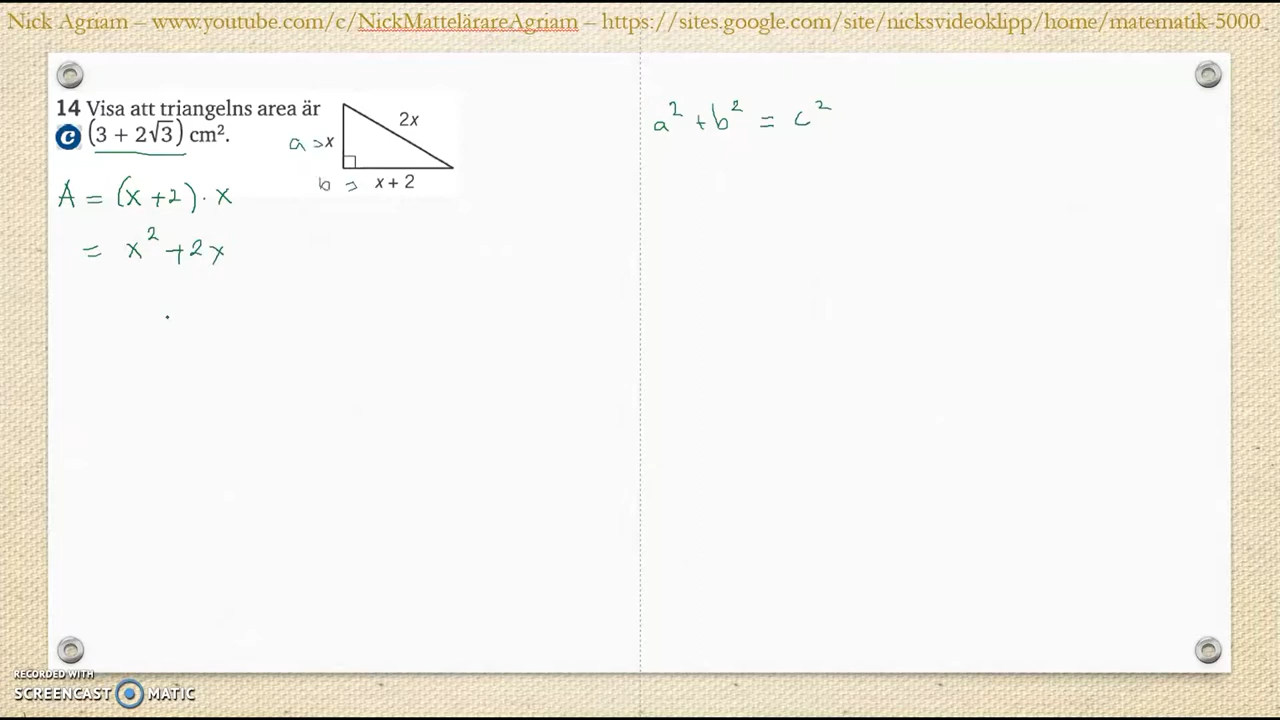 Nick Agriam – www.youtube.com/c/NickMattelärareAgriam – https://sites.google.com/site/nicksvideoklipp/home/matematik-5000
14 Visa att triangelns area är
C (3 + 2√3) cm².
2x
a = x
b = x + 2
A = (x + 2) · x
= x² + 2x
a² + b² = c²
RECORDED WITH
SCREENCAST MATIC